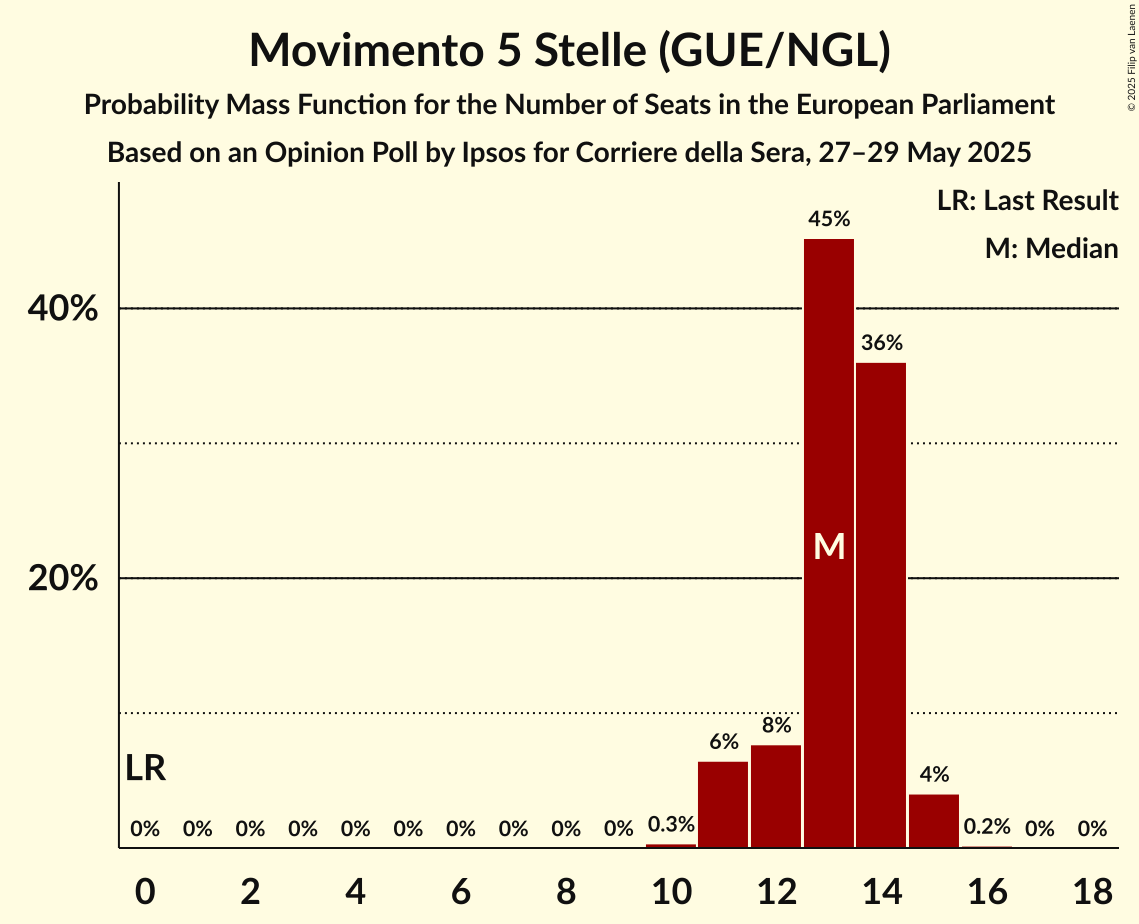 Movimento 5 Stelle (GUE/NGL)
Probability Mass Function for the Number of Seats in the European Parliament
Based on an Opinion Poll by Ipsos for Corriere della Sera, 27–29 May 2025
© 2025 Filip van Laenen
LR: Last Result
M: Median
45%
40%
36%
M
20%
8%
6%
LR
4%
0% 0% 0% 0% 0% 0% 0% 0% 0% 0% 0.3% 0.2% 0% 0%
0 2 4 6 8 10 12 14 16 18